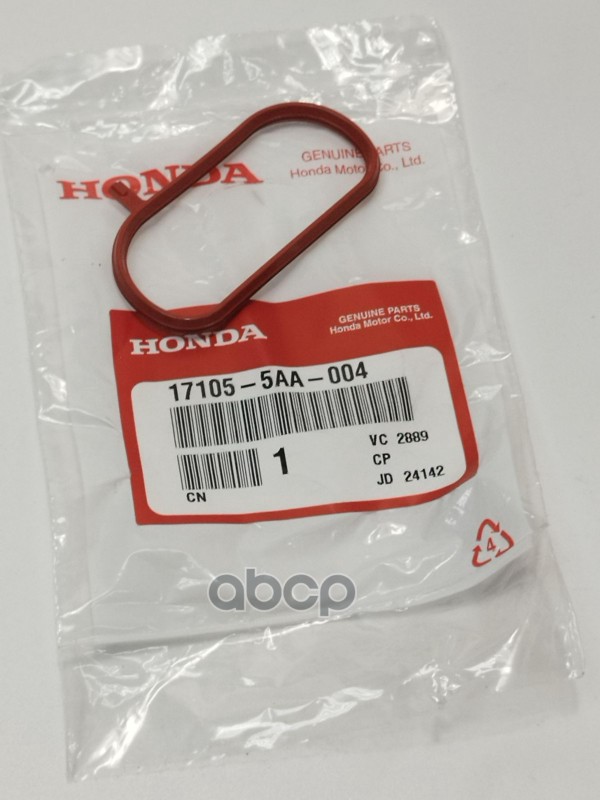 HONDA
GENUINE PARTS
Honda Motor Co., Ltd.
HONDA
GENUINE PARTS
Honda Motor Co., Ltd.
17105-5AA-004
1
VC 2889
CP
JD 24142
CN
4
abcp